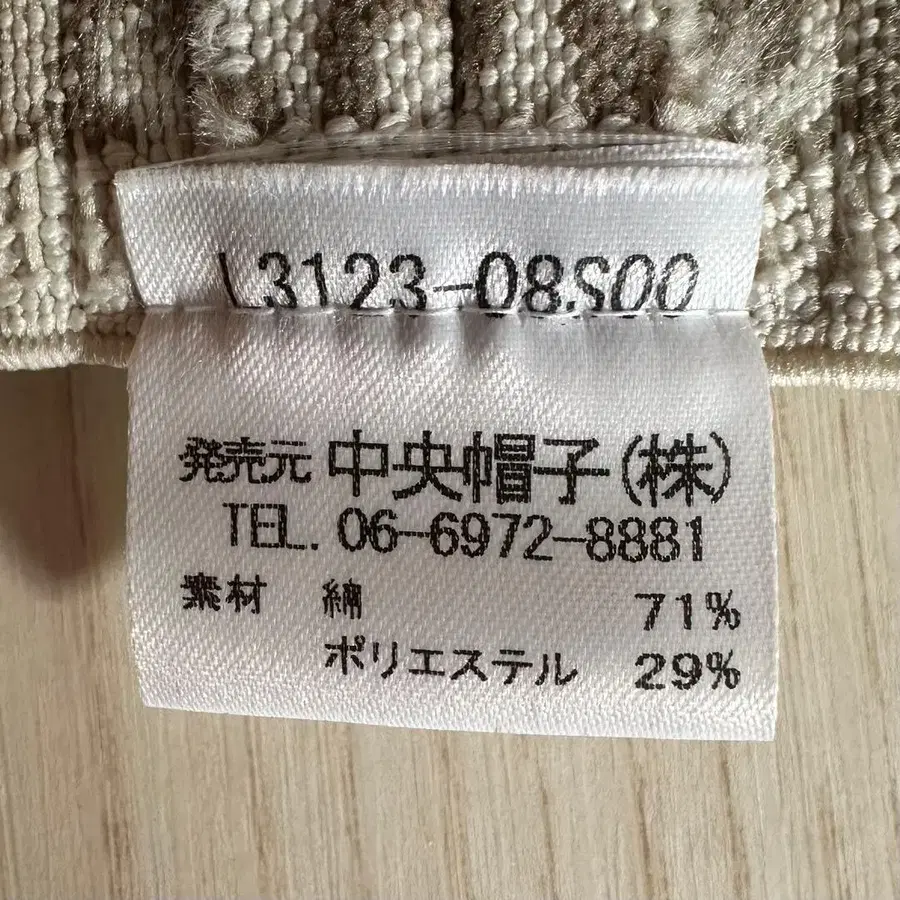 L3123-08S00
発売元 中央帽子(株)
TEL. 06-6972-8881
素材 綿 71%
ポリエステル 29%